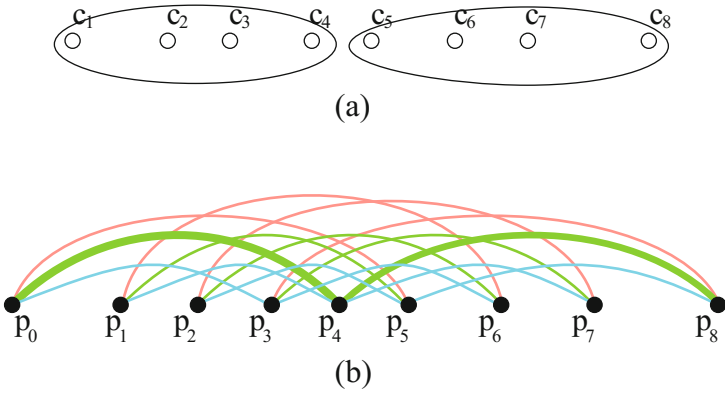 c₁ c₂ c₃ c₄ c₅ c₆ c₇ c₈
(a)
p₀ p₁ p₂ p₃ p₄ p₅ p₆ p₇ p₈
(b)